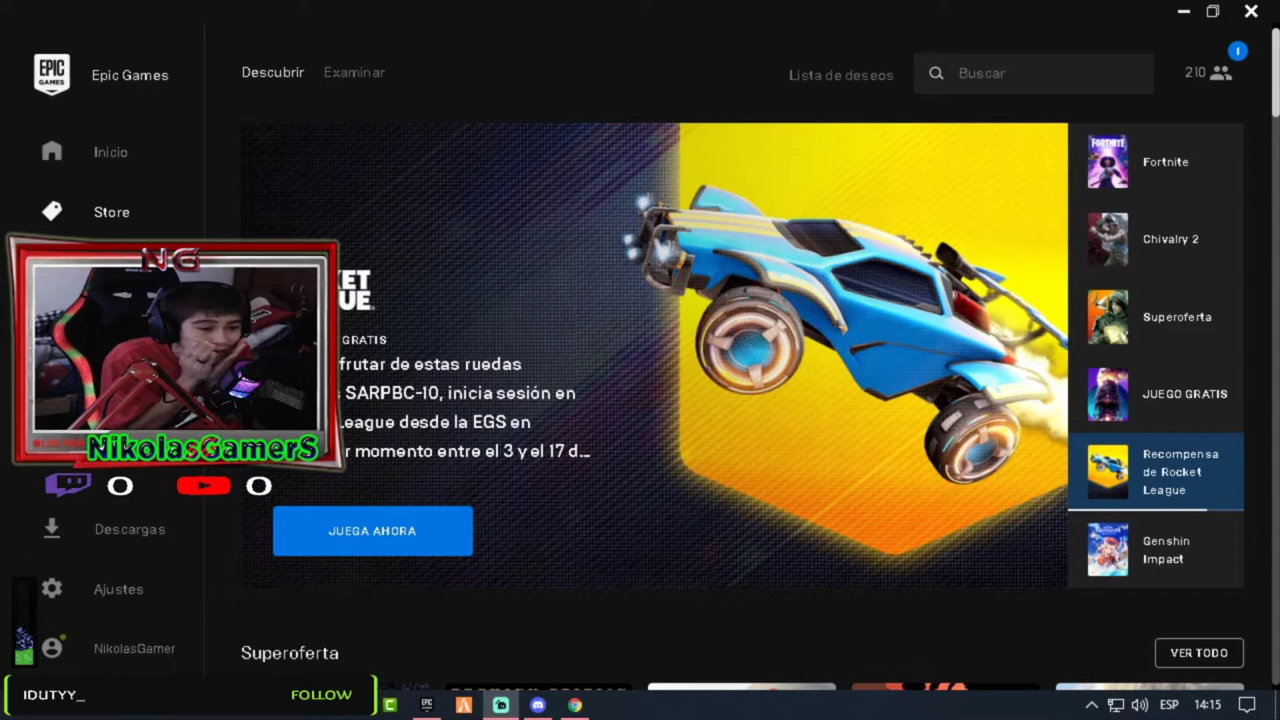 EPIC
GAMES
Epic Games
Descubrir
Examinar
Lista de deseos
Buscar
1
210
Inicio
Store
NG
NikolasGamerS
0
0
Descargas
Ajustes
NikolasGamer
IDUTYY_
FOLLOW
KET
UE
GRATIS
frutar de estas ruedas
SARPBC-10, inicia sesión en
League desde la EGS en
r momento entre el 3 y el 17 d...
JUEGA AHORA
FORTNITE
Fortnite
Chivalry 2
Superoferta
JUEGO GRATIS
Recompensa
de Rocket
League
Genshin
Impact
Superoferta
VER TODO
EPIC
ESP
14:15